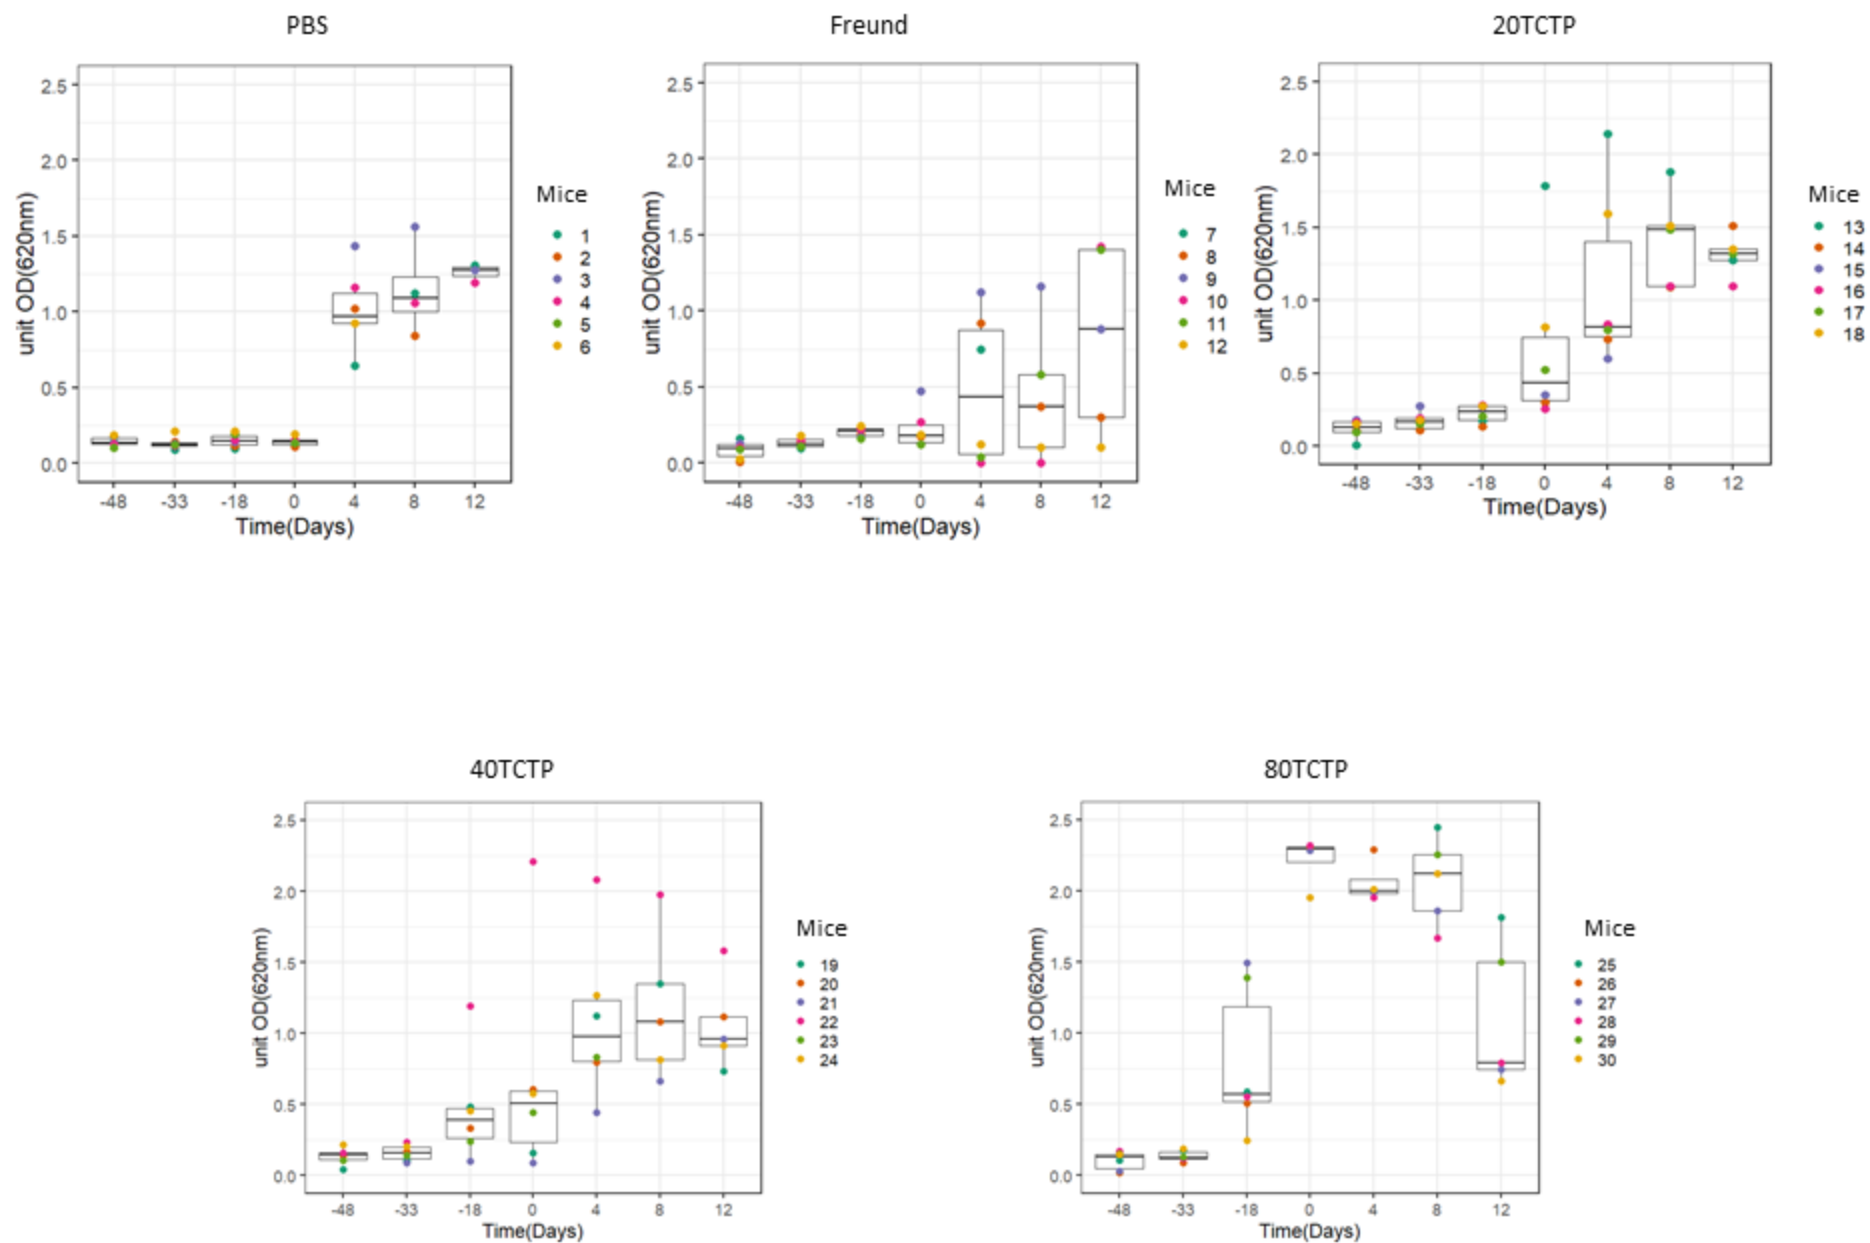 PBS
2.5
2.0
1.5
1.0
0.5
0.0
unit OD(620nm)
-48 -33 -18 0 4 8 12
Time(Days)
Mice
1
2
3
4
5
6
Freund
2.5
2.0
1.5
1.0
0.5
0.0
unit OD(620nm)
-48 -33 -18 0 4 8 12
Time(Days)
Mice
7
8
9
10
11
12
20TCTP
2.5
2.0
1.5
1.0
0.5
0.0
unit OD(620nm)
-48 -33 -18 0 4 8 12
Time(Days)
Mice
13
14
15
16
17
18
40TCTP
2.5
2.0
1.5
1.0
0.5
0.0
unit OD(620nm)
-48 -33 -18 0 4 8 12
Time(Days)
Mice
19
20
21
22
23
24
80TCTP
2.5
2.0
1.5
1.0
0.5
0.0
unit OD(620nm)
-48 -33 -18 0 4 8 12
Time(Days)
Mice
25
26
27
28
29
30